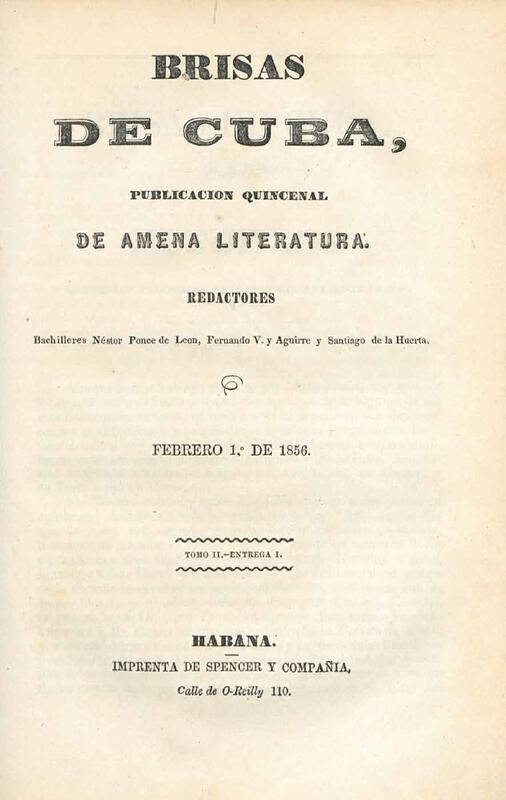 BRISAS
DE CUBA,
PUBLICACION QUINCENAL
DE AMENA LITERATURA.
REDACTORES
Bachilleres Néstor Ponce de Leon, Fernando V. y Aguirre y Santiago de la Huerta.
FEBRERO 1.º DE 1856.
TOMO II.-ENTREGA I.
HABANA.
IMPRENTA DE SPENCER Y COMPAÑIA,
Calle de O-Reilly 110.